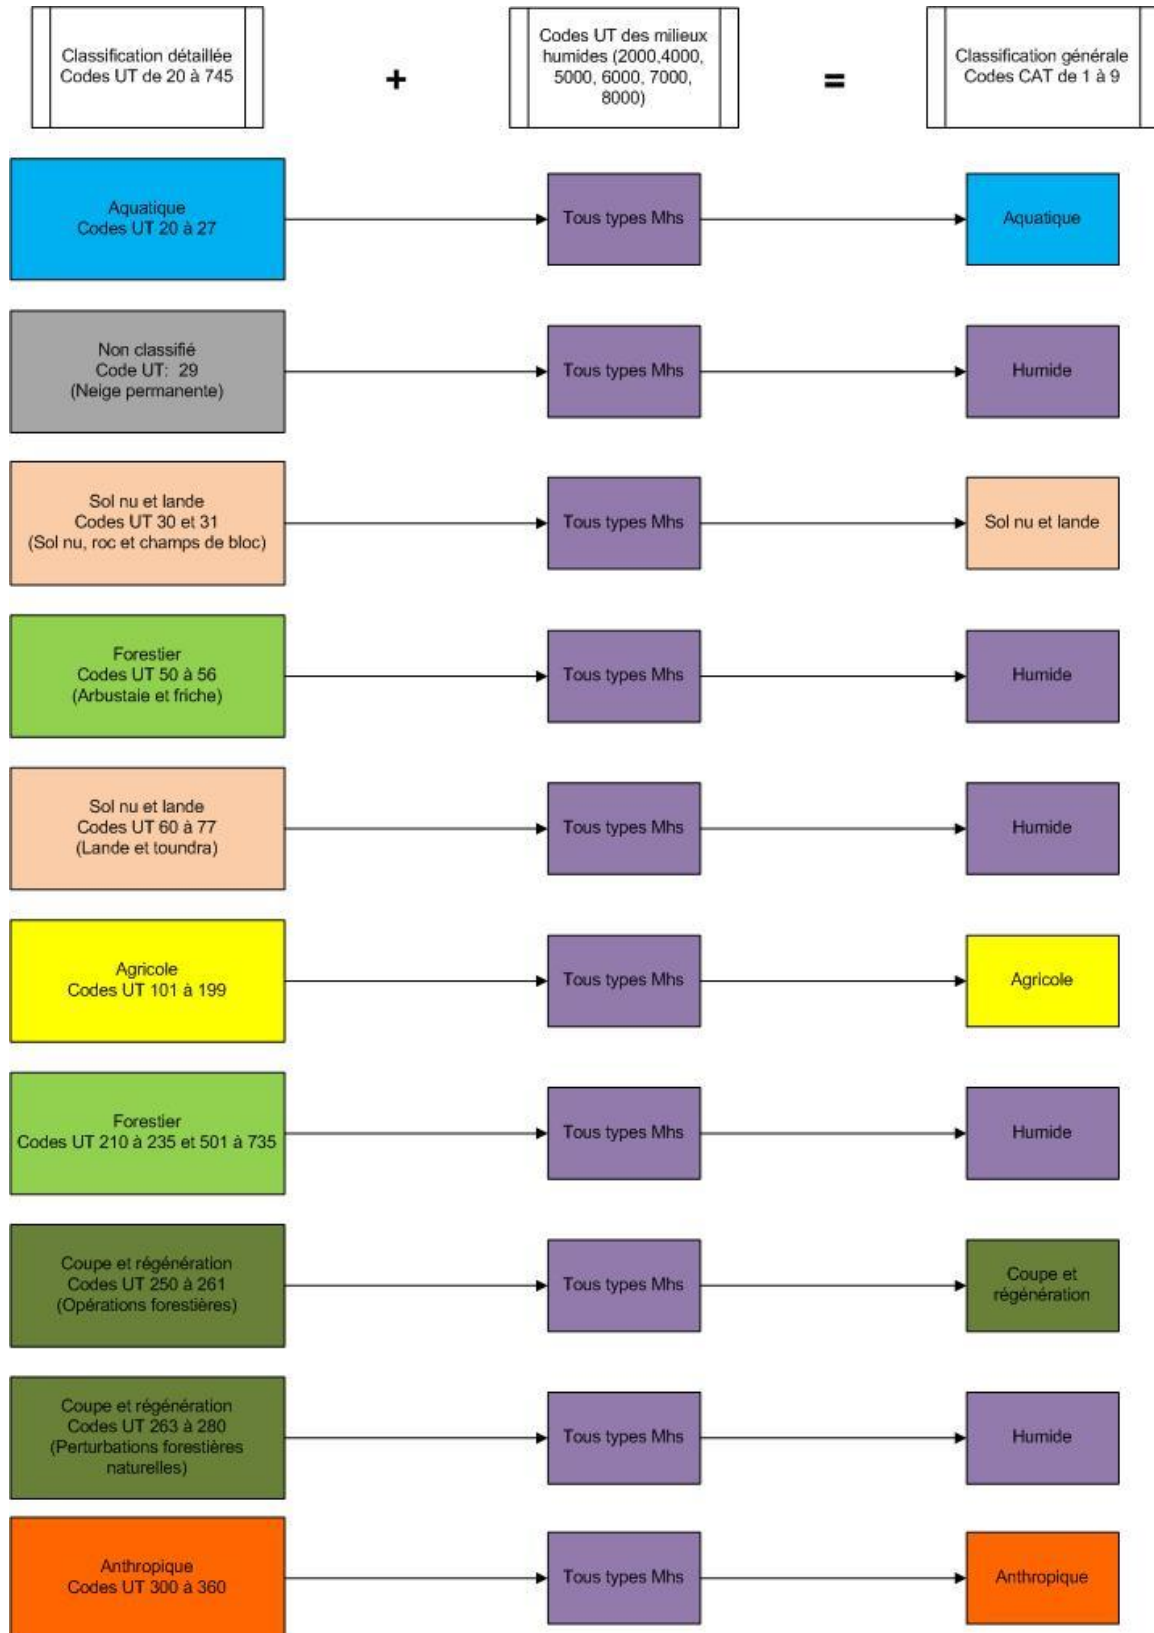 Classification détaillée
Codes UT de 20 à 745
+
Codes UT des milieux
humides (2000,4000,
5000, 6000, 7000,
8000)
=
Classification générale
Codes CAT de 1 à 9
Aquatique
Codes UT 20 à 27
Tous types Mhs
Aquatique
Non classifié
Code UT: 29
(Neige permanente)
Tous types Mhs
Humide
Sol nu et lande
Codes UT 30 et 31
(Sol nu, roc et champs de bloc)
Tous types Mhs
Sol nu et lande
Forestier
Codes UT 50 à 56
(Arbustaie et friche)
Tous types Mhs
Humide
Sol nu et lande
Codes UT 60 à 77
(Lande et toundra)
Tous types Mhs
Humide
Agricole
Codes UT 101 à 199
Tous types Mhs
Agricole
Forestier
Codes UT 210 à 235 et 501 à 735
Tous types Mhs
Humide
Coupe et régénération
Codes UT 250 à 261
(Opérations forestières)
Tous types Mhs
Coupe et
régénération
Coupe et régénération
Codes UT 263 à 280
(Perturbations forestières
naturelles)
Tous types Mhs
Humide
Anthropique
Codes UT 300 à 360
Tous types Mhs
Anthropique